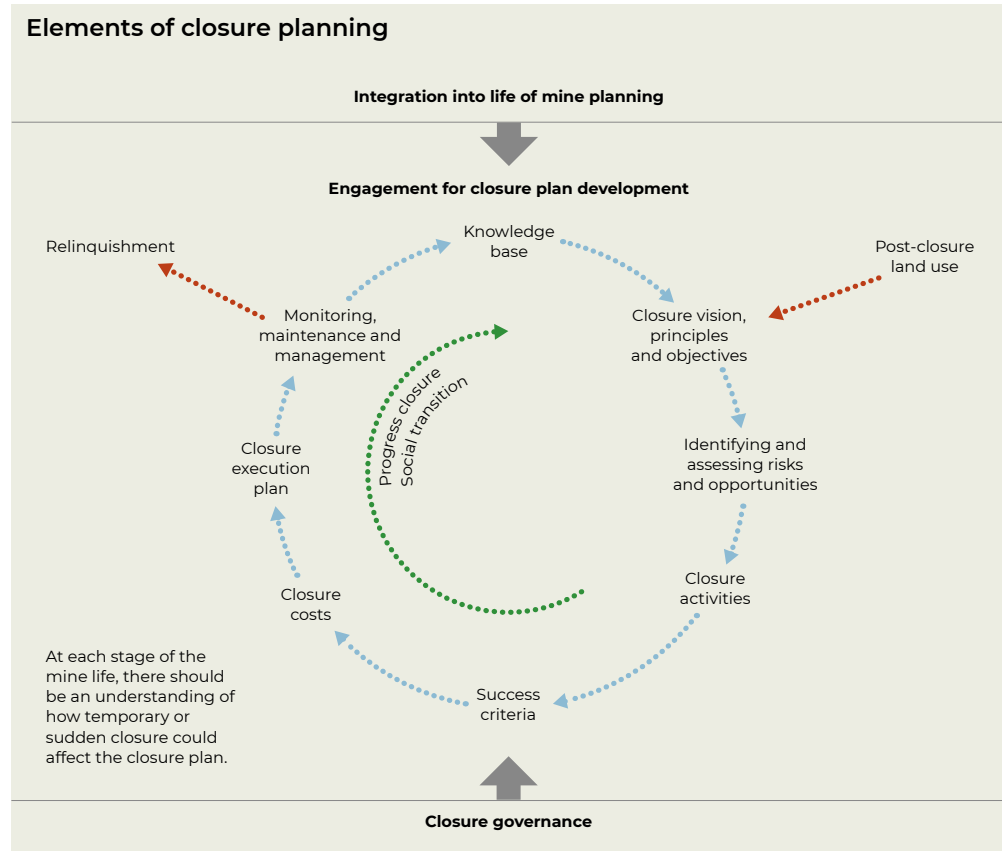 Elements of closure planning
Integration into life of mine planning
Engagement for closure plan development
Knowledge
base
Relinquishment
Post-closure
land use
Monitoring,
maintenance and
management
Closure vision,
principles
and objectives
Progress closure
Social transition
Closure
execution
plan
Identifying and
assessing risks
and opportunities
Closure
costs
Closure
activities
At each stage of the
mine life, there should
be an understanding of
how temporary or
sudden closure could
affect the closure plan.
Success
criteria
Closure governance